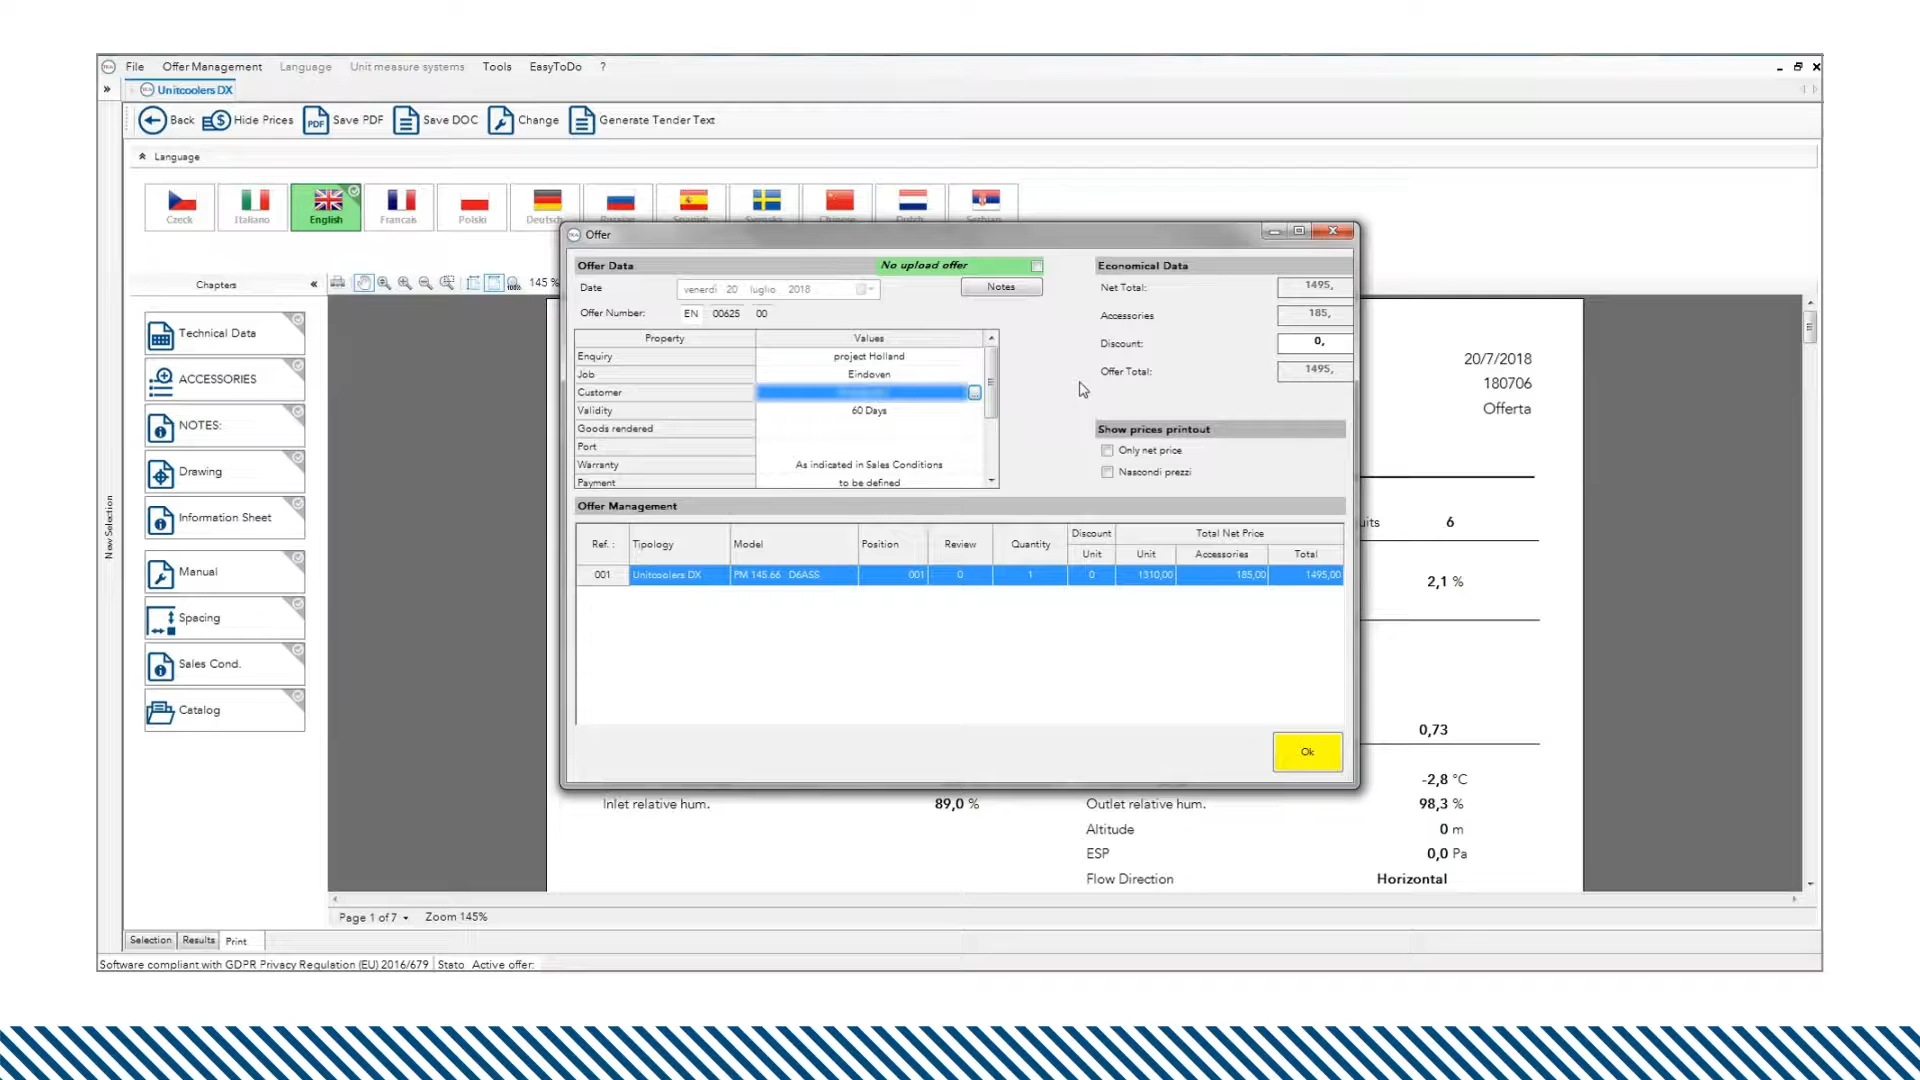 File Offer Management Language Unit measure systems Tools EasyToDo ?
Unitcoolers DX
Back Hide Prices Save PDF Save DOC Change Generate Tender Text
Language
Czeck Italiano English Francais Polski Deutsch
Offer
Chapters
145 %
Technical Data
ACCESSORIES
NOTES:
Drawing
Information Sheet
Manual
Spacing
Sales Cond.
Catalog
New Selection
Offer Data No upload offer Economical Data
Date venerdì 20 luglio 2018 Notes Net Total: 1495,
Offer Number: EN 00625 00 Accessories 185,
Property Values Discount: 0,
Enquiry project Holland
Job Eindoven Offer Total: 1495,
Customer ...
Validity 60 Days
Goods rendered Show prices printout
Port Only net price
Warranty As indicated in Sales Conditions Nascondi prezzi
Payment to be defined
Offer Management
Ref. : Tipology Model Position Review Quantity Discount Total Net Price
Unit Unit Accessories Total
001 Unitcoolers DX PM 145.66 D6ASS 001 0 1 0 1310,00 185,00 1495,00
Ok
20/7/2018
180706
Offerta
uits 6
2,1 %
0,73
-2,8 °C
Inlet relative hum. 89,0 % Outlet relative hum. 98,3 %
Altitude 0 m
ESP 0,0 Pa
Flow Direction Horizontal
Page 1 of 7 Zoom 145%
Selection Results Print
Software compliant with GDPR Privacy Regulation (EU) 2016/679 Stato Active offer: